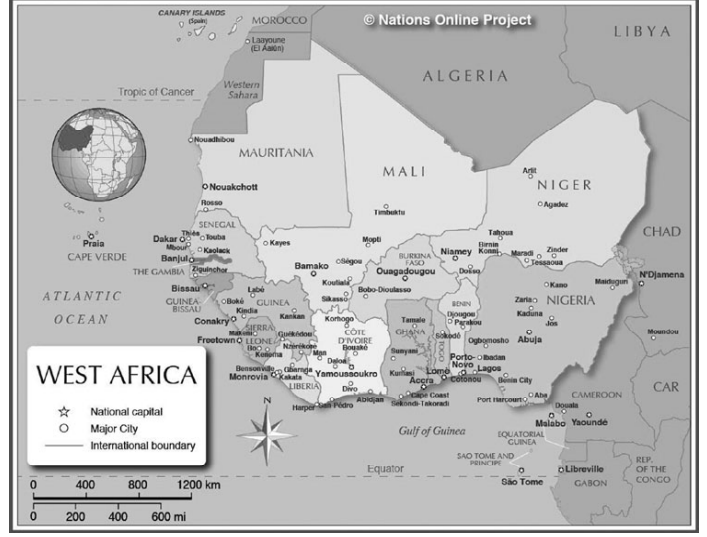 CANARY ISLANDS
(Spain)
MOROCCO
© Nations Online Project
LIBYA
Laayoune
(El Aaiún)
ALGERIA
Western
Sahara
Tropic of Cancer
Nouadhibou
MAURITANIA
MALI
Arlit
NIGER
Nouakchott
Agadez
Rosso
Timbuktu
SENEGAL
CHAD
Praia
CAPE VERDE
Dakar
Thiès
Touba
Mbour
Kaolack
Kayes
Mopti
Tahoua
Birnin
Konni
Maradi
Zinder
Tessaoua
Niamey
Dosso
BURKINA
FASO
Banjul
THE GAMBIA
Ziguinchor
Bamako
Ségou
Ouagadougou
N'Djamena
Bissau
GUINEA-
BISSAU
Labé
Koutiala
Sikasso
Bobo-Dioulasso
Kano
Maiduguri
ATLANTIC
OCEAN
Boké
GUINEA
Kindia
Kankan
BENIN
Zaria
Kaduna
NIGERIA
Conakry
Korhogo
Tamale
Djougou
Parakou
Jos
Freetown
Makeni
SIERRA
LEONE
Bo
Kenema
Guékédou
Nzérékoré
CÔTE
D'IVOIRE
Bouaké
GHANA
Sokodé
TOGO
Ogbomosho
Abuja
Moundou
Man
Daloa
Sunyani
Porto-
Novo
Ibadan
Bensonville
Gbarnga
Kakata
Monrovia
Yamoussoukro
Kumasi
Lomé
Lagos
Cotonou
LIBERIA
Divo
Accra
Benin City
CAMEROON
CAR
Harper
San Pédro
Abidjan
Cape Coast
Sekondi-Takoradi
Port Harcourt
Aba
Douala
Malabo
Yaoundé
WEST AFRICA
National capital
Major City
International boundary
N
Gulf of Guinea
EQUATORIAL
GUINEA
SAO TOME AND
PRINCIPE
Equator
São Tome
Libreville
GABON
REP.
OF THE
CONGO
0 400 800 1200 km
0 200 400 600 mi